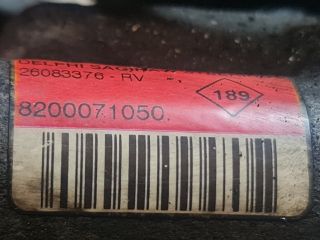 DELPHI SAGINAW
26083376 - RV
189
8200071050.